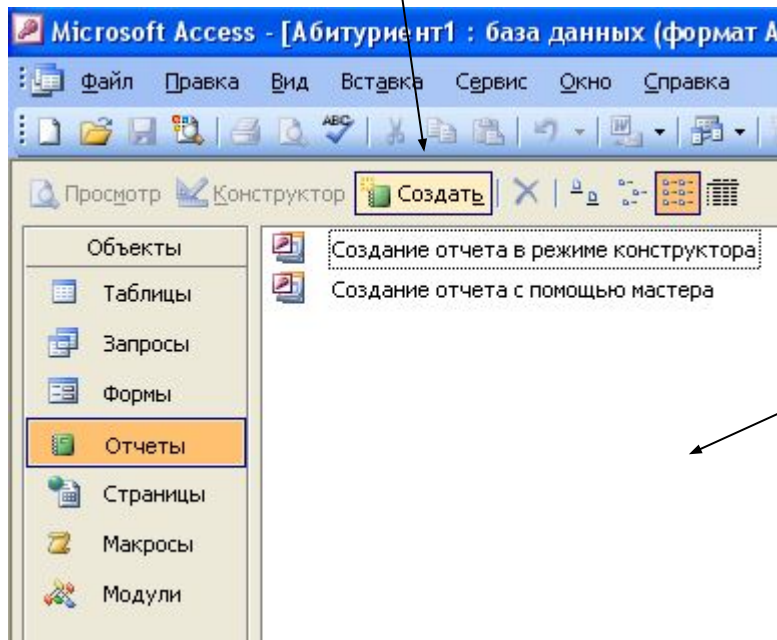 Microsoft Access - [Абитуриент1 : база данных (формат A
Файл Правка Вид Вставка Сервис Окно Справка
ABC
Просмотр Конструктор Создать
Объекты
Создание отчета в режиме конструктора
Таблицы
Создание отчета с помощью мастера
Запросы
Формы
Отчеты
Страницы
Макросы
Модули